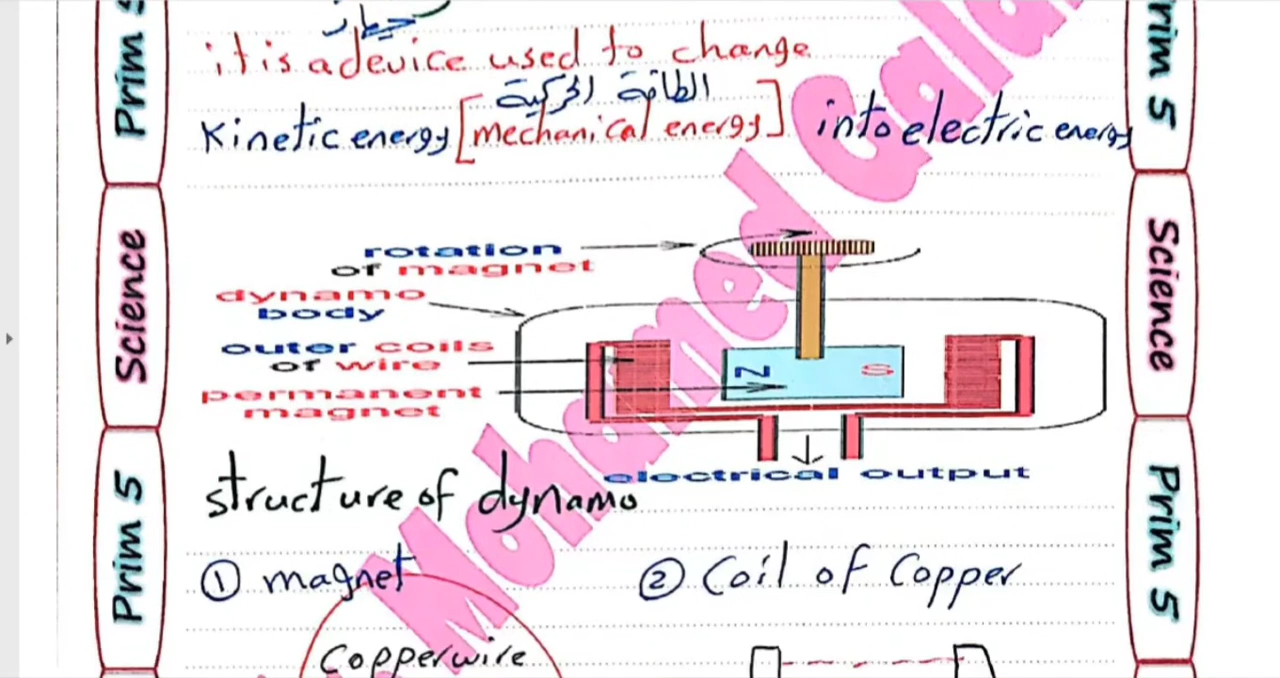 جهاز
it is a device used to change
الطاقة الحركية
Kinetic energy [mechanical energy] into electric energy
rotation
of magnet
dynamo
body
outer coils
of wire
permanent
magnet
N S
electrical output
structure of dynamo
① magnet ② Coil of Copper
Copper wire
Prim 5
Science
Prim 5
Prim 5
Science
Prim 5
Mohamed